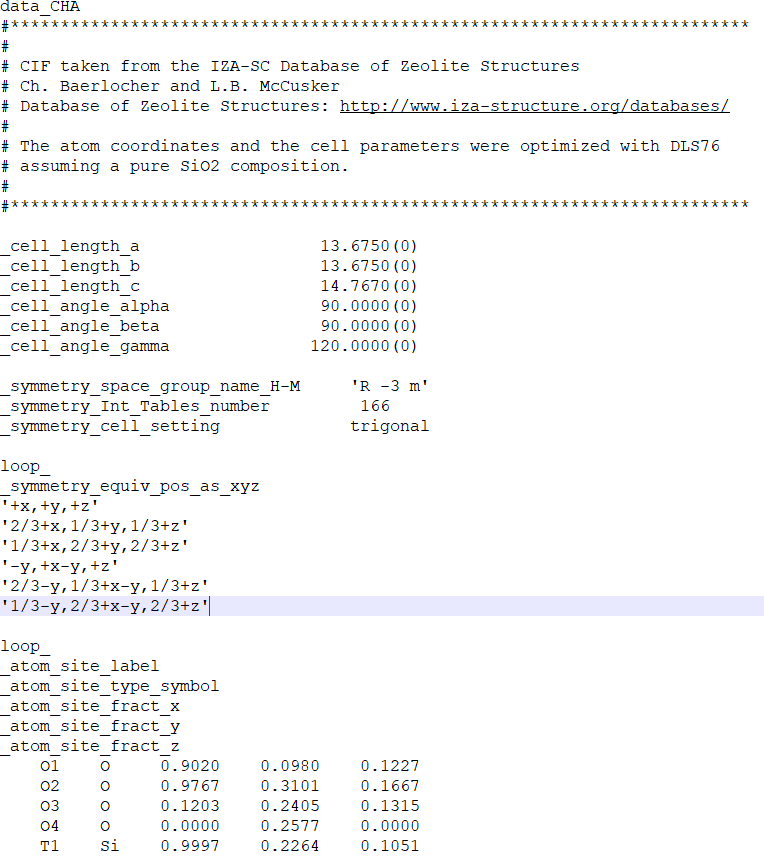 data_CHA
#**************************************************************************
#
# CIF taken from the IZA-SC Database of Zeolite Structures
# Ch. Baerlocher and L.B. McCusker
# Database of Zeolite Structures: http://www.iza-structure.org/databases/
#
# The atom coordinates and the cell parameters were optimized with DLS76
# assuming a pure SiO2 composition.
#
#**************************************************************************
_cell_length_a                  13.6750(0)
_cell_length_b                  13.6750(0)
_cell_length_c                  14.7670(0)
_cell_angle_alpha               90.0000(0)
_cell_angle_beta                90.0000(0)
_cell_angle_gamma              120.0000(0)
_symmetry_space_group_name_H-M     'R -3 m'
_symmetry_Int_Tables_number         166
_symmetry_cell_setting             trigonal
loop_
_symmetry_equiv_pos_as_xyz
'+x,+y,+z'
'2/3+x,1/3+y,1/3+z'
'1/3+x,2/3+y,2/3+z'
'-y,+x-y,+z'
'2/3-y,1/3+x-y,1/3+z'
'1/3-y,2/3+x-y,2/3+z'
loop_
_atom_site_label
_atom_site_type_symbol
_atom_site_fract_x
_atom_site_fract_y
_atom_site_fract_z
    O1    O     0.9020    0.0980    0.1227
    O2    O     0.9767    0.3101    0.1667
    O3    O     0.1203    0.2405    0.1315
    O4    O     0.0000    0.2577    0.0000
    T1    Si    0.9997    0.2264    0.1051